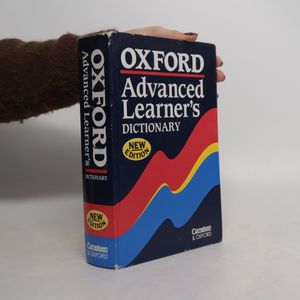 OXFORD
Advanced
Learner's
DICTIONARY
NEW
EDITION
Cornelsen
& OXFORD
OXFORD
Advanced Learner's
DICTIONARY
NEW
EDITION
Cornelsen
& OXFORD